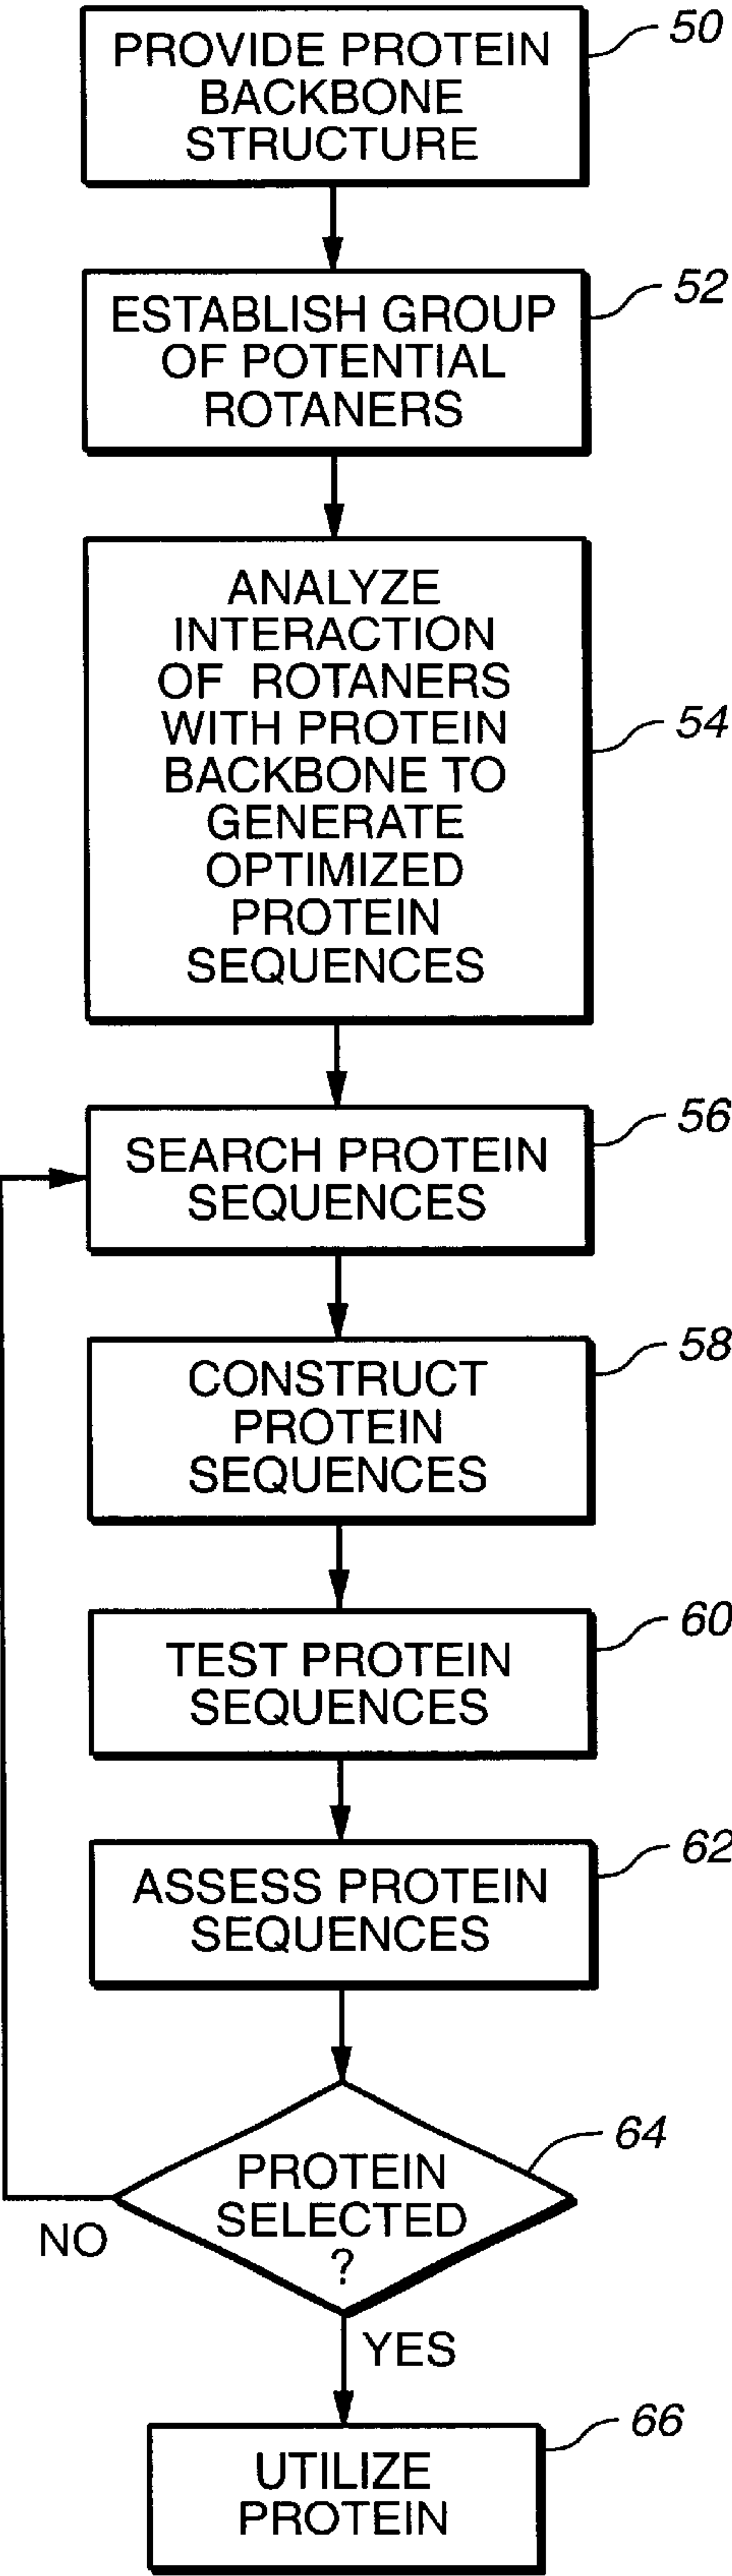 PROVIDE PROTEIN
BACKBONE
STRUCTURE
50
ESTABLISH GROUP
OF POTENTIAL
ROTANERS
52
ANALYZE
INTERACTION
OF ROTANERS
WITH PROTEIN
BACKBONE TO
GENERATE
OPTIMIZED
PROTEIN
SEQUENCES
54
SEARCH PROTEIN
SEQUENCES
56
CONSTRUCT
PROTEIN
SEQUENCES
58
TEST PROTEIN
SEQUENCES
60
ASSESS PROTEIN
SEQUENCES
62
PROTEIN
SELECTED
?
64
NO
YES
UTILIZE
PROTEIN
66